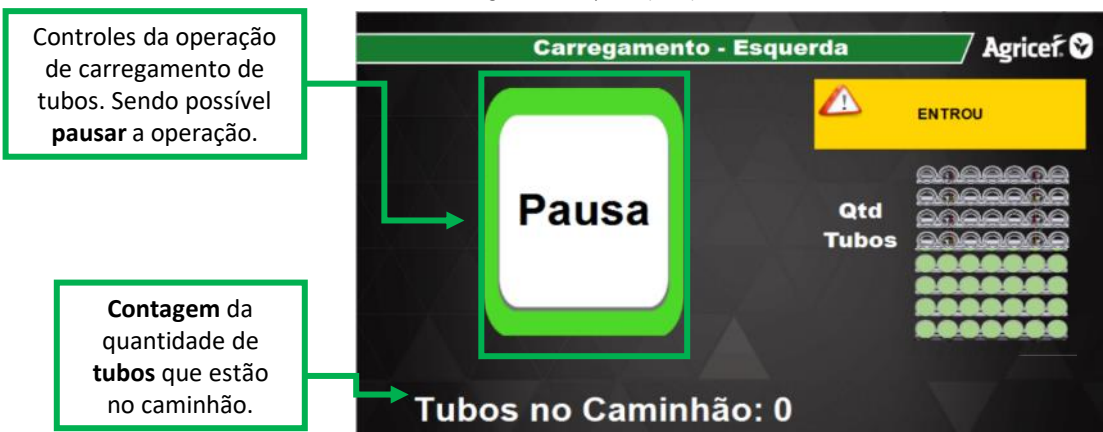 Controles da operação
de carregamento de
tubos. Sendo possível
pausar a operação.
Contagem da
quantidade de
tubos que estão
no caminhão.
Carregamento - Esquerda
Agricef
ENTROU
Pausa
Qtd
Tubos
Tubos no Caminhão: 0